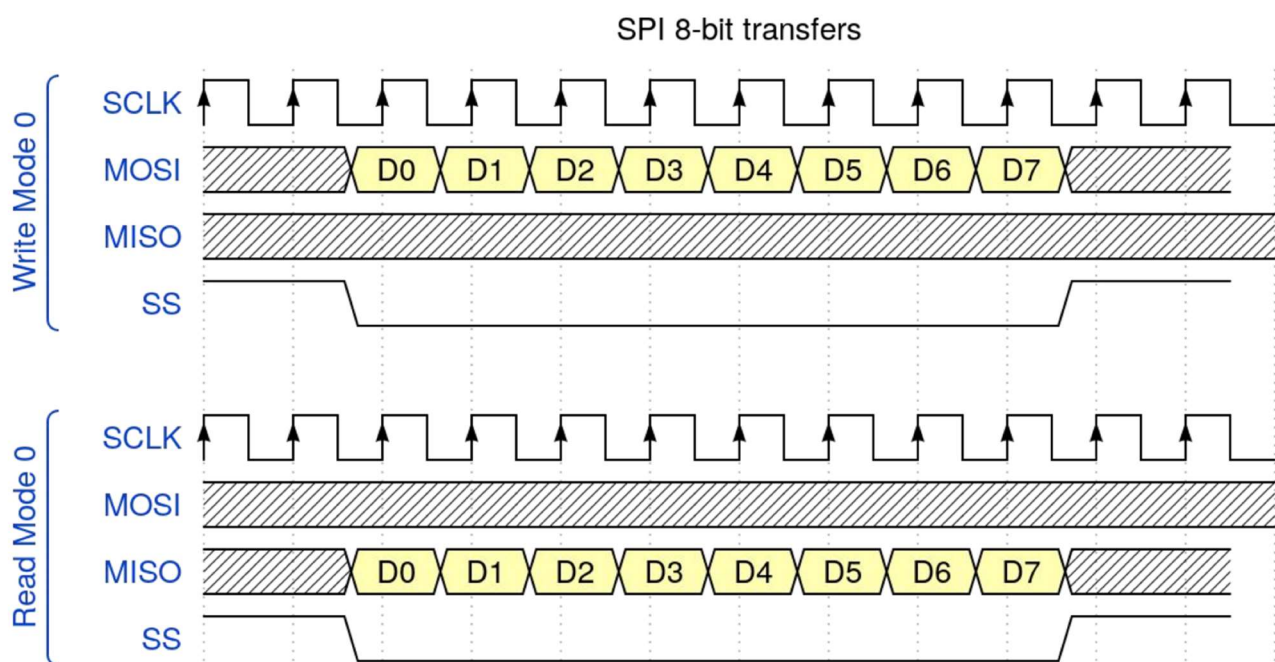 SPI 8-bit transfers
Write Mode 0
SCLK
MOSI D0 D1 D2 D3 D4 D5 D6 D7
MISO
SS
Read Mode 0
SCLK
MOSI
MISO D0 D1 D2 D3 D4 D5 D6 D7
SS